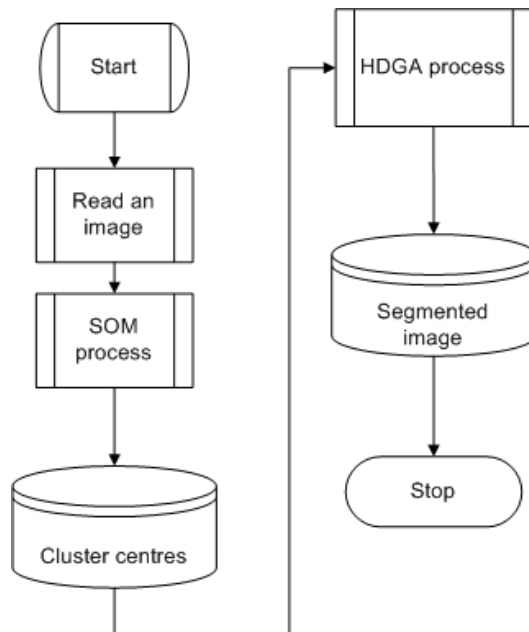 Start
Read an
image
SOM
process
Cluster centres
HDGA process
Segmented
image
Stop